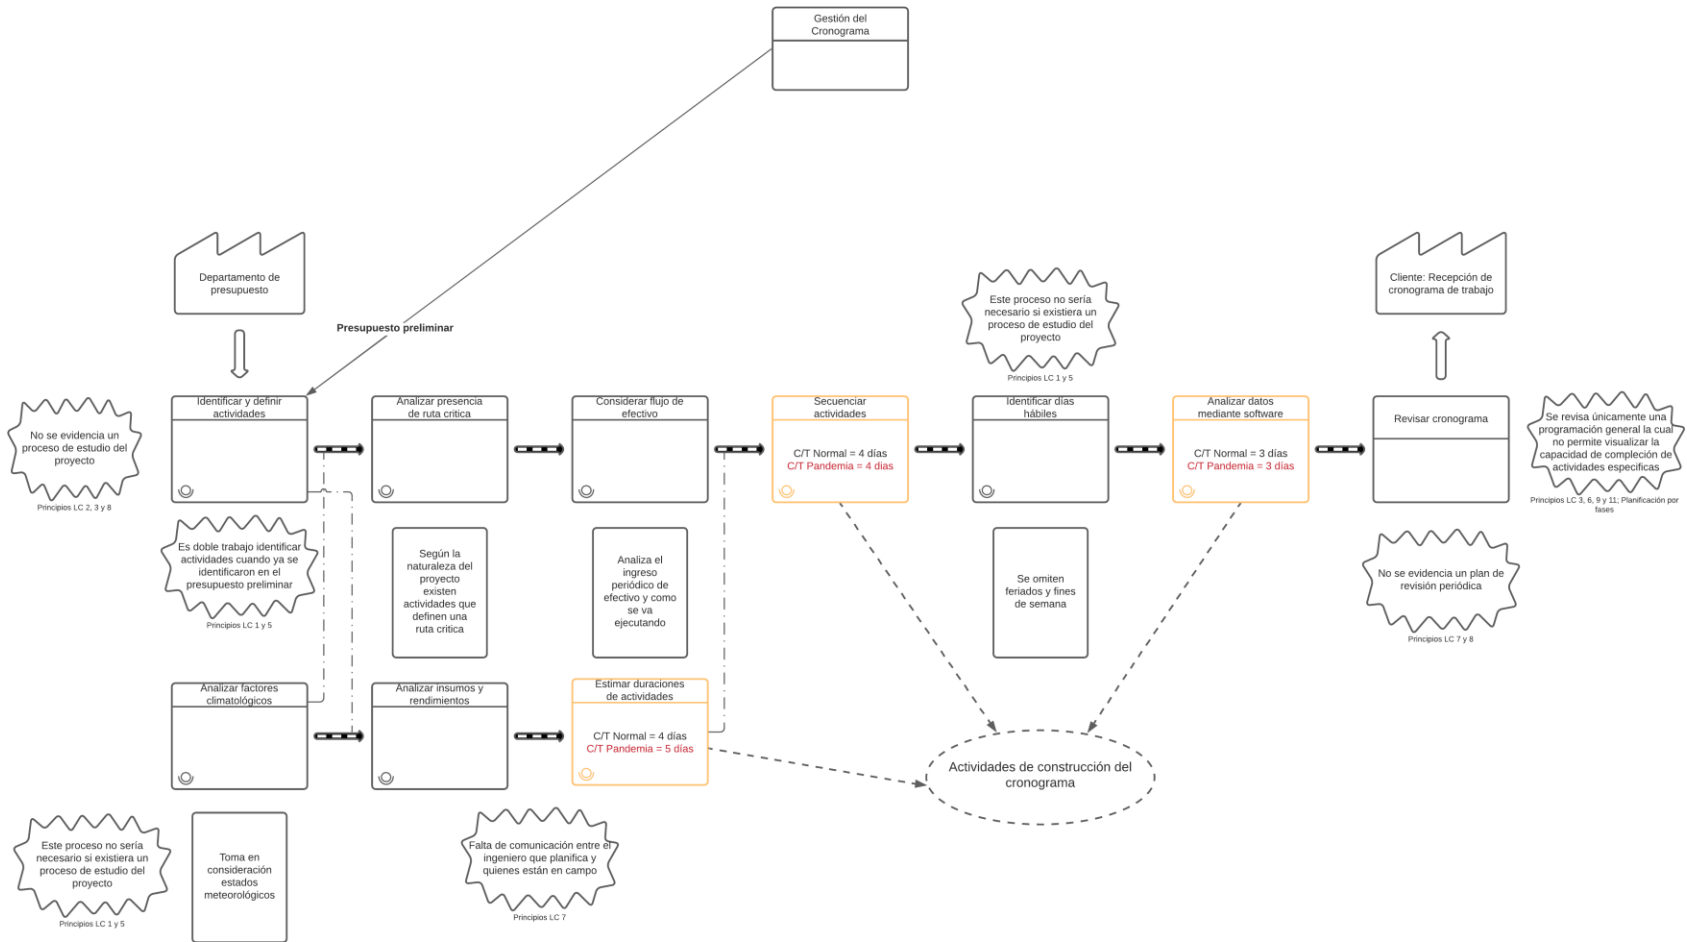 Gestión del
Cronograma
Departamento de
presupuesto
Presupuesto preliminar
Este proceso no sería
necesario si existiera un
proceso de estudio del
proyecto
Principios LC 1 y 5
Cliente: Recepción de
cronograma de trabajo
No se evidencia un
proceso de estudio del
proyecto
Principios LC 2, 3 y 8
Identificar y definir
actividades
Analizar presencia
de ruta critica
Considerar flujo de
efectivo
Secuenciar
actividades
C/T Normal = 4 días
C/T Pandemia = 4 dias
Identificar días
hábiles
Analizar datos
mediante software
C/T Normal = 3 días
C/T Pandemia = 3 días
Revisar cronograma
Se revisa únicamente una
programación general la cual
no permite visualizar la
capacidad de compleción de
actividades especificas
Principios LC 3, 6, 9 y 11; Planificación por
fases
Es doble trabajo identificar
actividades cuando ya se
identificaron en el
presupuesto preliminar
Principios LC 1 y 5
Según la
naturaleza del
proyecto
existen
actividades que
definen una
ruta critica
Analiza el
ingreso
periódico de
efectivo y como
se va
ejecutando
Se omiten
feriados y fines
de semana
No se evidencia un plan de
revisión periódica
Principios LC 7 y 8
Analizar factores
climatológicos
Analizar insumos y
rendimientos
Estimar duraciones
de actividades
C/T Normal = 4 días
C/T Pandemia = 5 días
Actividades de construcción del
cronograma
Este proceso no sería
necesario si existiera un
proceso de estudio del
proyecto
Principios LC 1 y 5
Toma en
consideración
estados
meteorológicos
Falta de comunicación entre el
ingeniero que planifica y
quienes están en campo
Principios LC 7